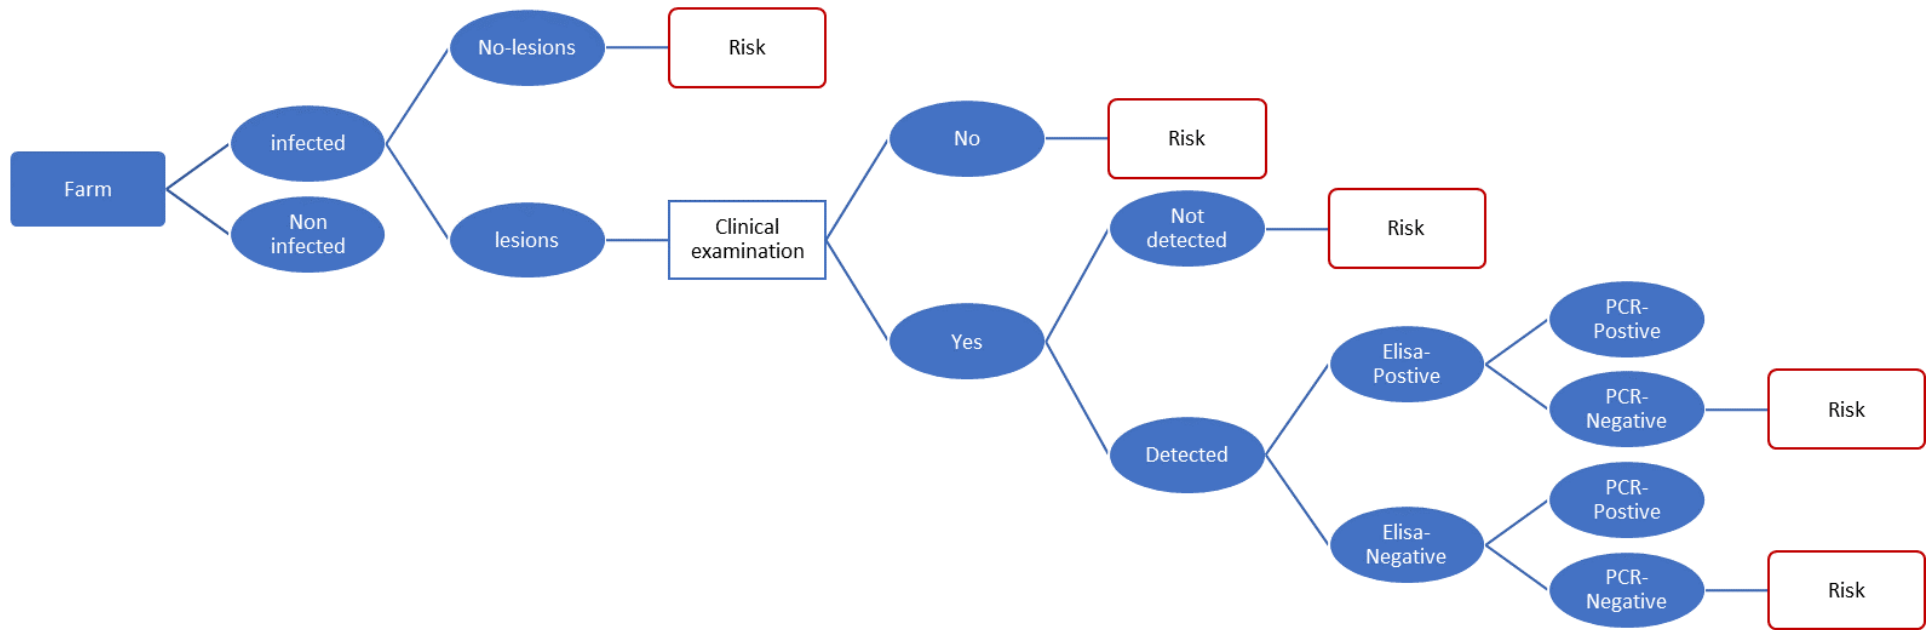 Farm
infected
Non
infected
No-lesions
Risk
lesions
Clinical
examination
No
Risk
Yes
Not
detected
Risk
Detected
Elisa-
Postive
PCR-
Postive
PCR-
Negative
Risk
Elisa-
Negative
PCR-
Postive
PCR-
Negative
Risk